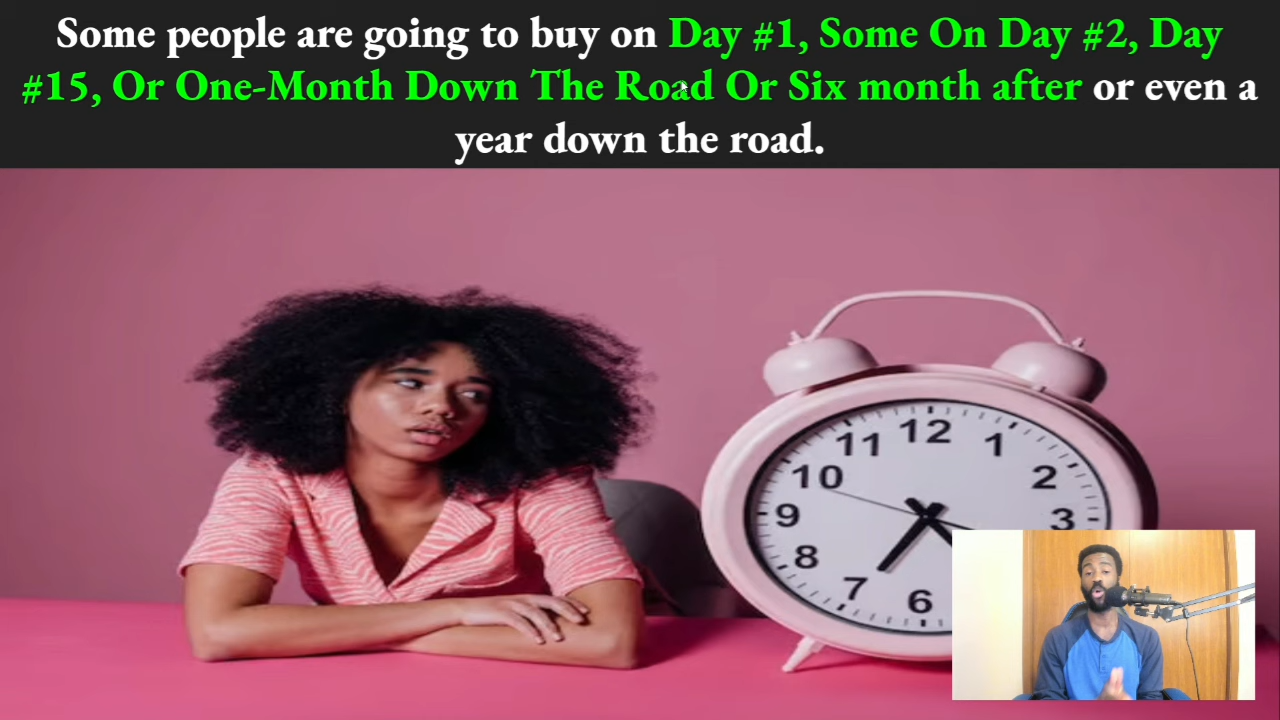 Some people are going to buy on Day #1, Some On Day #2, Day
#15, Or One-Month Down The Road Or Six month after or even a
year down the road.
12
11 1
10 2
9 3
8
7
6